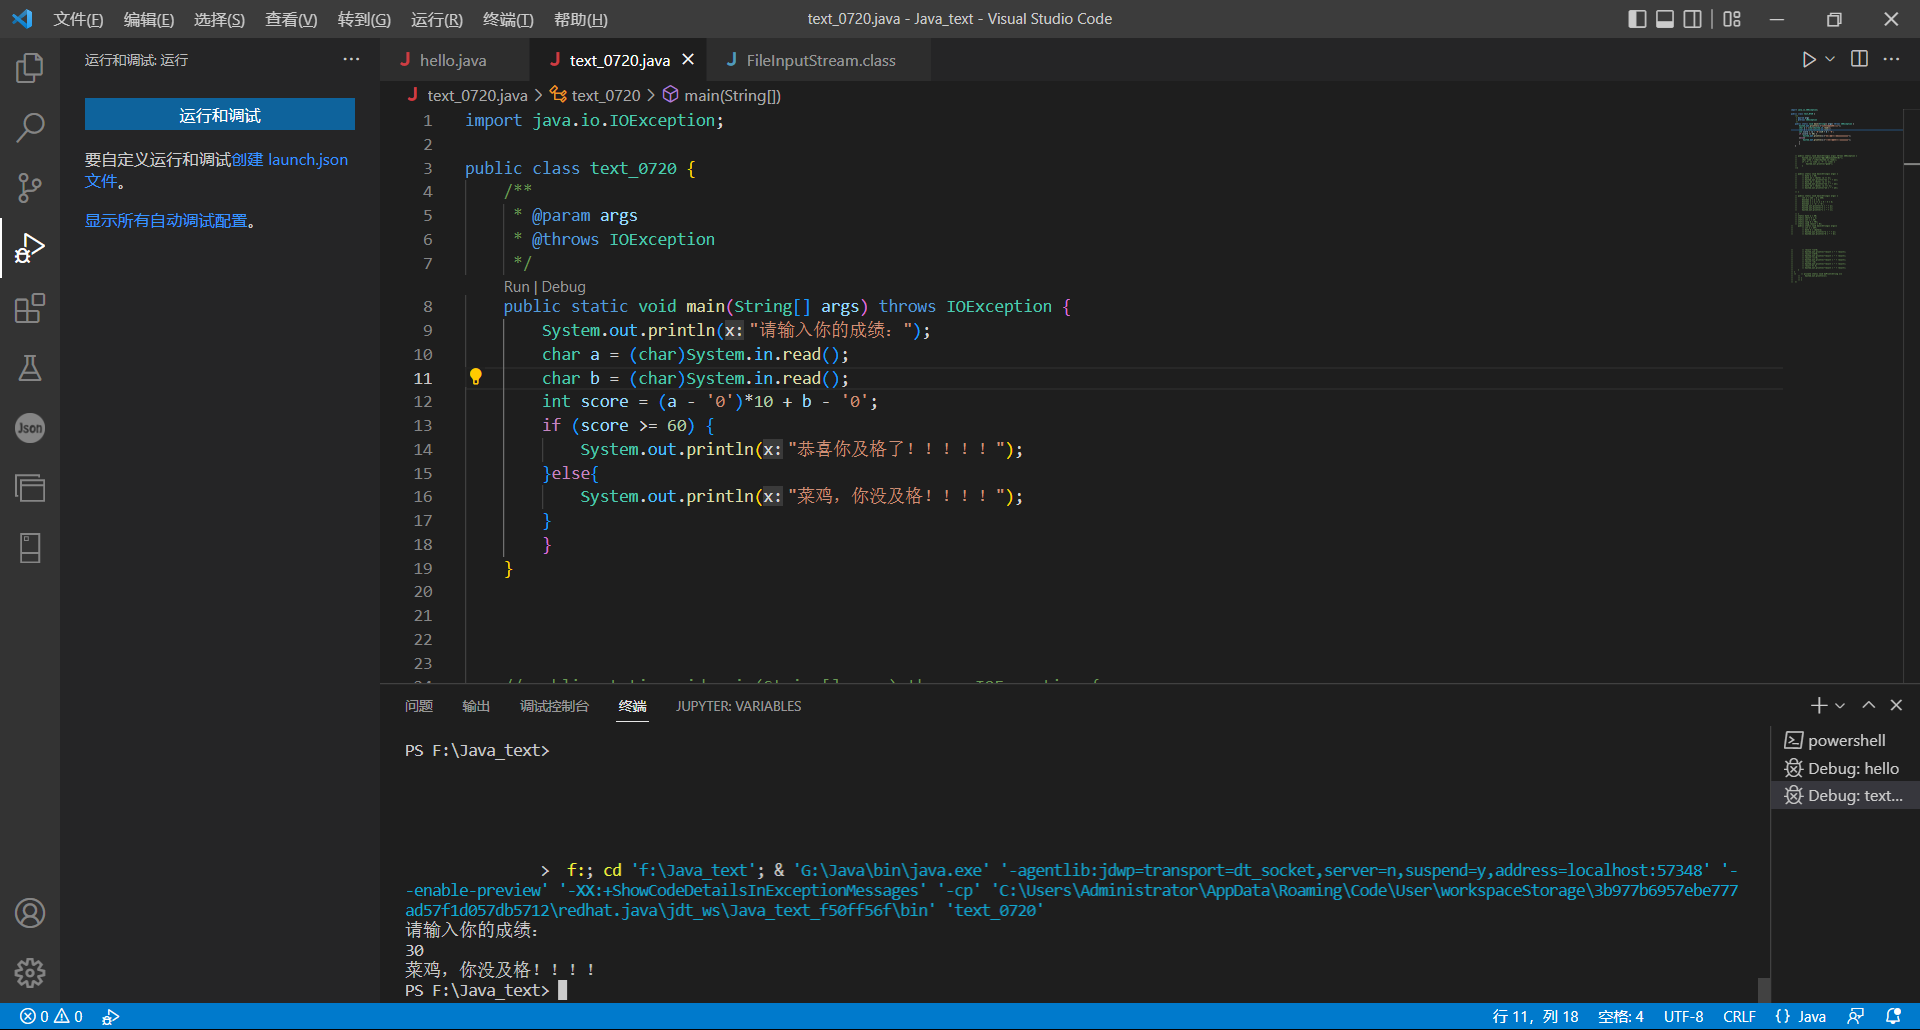 文件(F) 编辑(E) 选择(S) 查看(V) 转到(G) 运行(R) 终端(T) 帮助(H) text_0720.java - Java_text - Visual Studio Code
运行和调试: 运行
运行和调试
要自定义运行和调试创建 launch.json
文件。
显示所有自动调试配置。
Json
hello.java text_0720.java FileInputStream.class
text_0720.java > text_0720 > main(String[])
1 import java.io.IOException;
2
3 public class text_0720 {
4 /**
5 * @param args
6 * @throws IOException
7 */
Run | Debug
8 public static void main(String[] args) throws IOException {
9 System.out.println(x: "请输入你的成绩：");
10 char a = (char)System.in.read();
11 char b = (char)System.in.read();
12 int score = (a - '0')*10 + b - '0';
13 if (score >= 60) {
14 System.out.println(x: "恭喜你及格了！！！！！");
15 }else{
16 System.out.println(x: "菜鸡，你没及格！！！！");
17 }
18 }
19 }
20
21
22
23
问题 输出 调试控制台 终端 JUPYTER: VARIABLES
PS F:\Java_text>
> f:; cd 'f:\Java_text'; & 'G:\Java\bin\java.exe' '-agentlib:jdwp=transport=dt_socket,server=n,suspend=y,address=localhost:57348' '-
-enable-preview' '-XX:+ShowCodeDetailsInExceptionMessages' '-cp' 'C:\Users\Administrator\AppData\Roaming\Code\User\workspaceStorage\3b977b6957ebe777
ad57f1d057db5712\redhat.java\jdt_ws\Java_text_f50ff56f\bin' 'text_0720'
请输入你的成绩：
30
菜鸡，你没及格！！！！
PS F:\Java_text>
powershell
Debug: hello
Debug: text...
0 0 行 11，列 18 空格: 4 UTF-8 CRLF {} Java